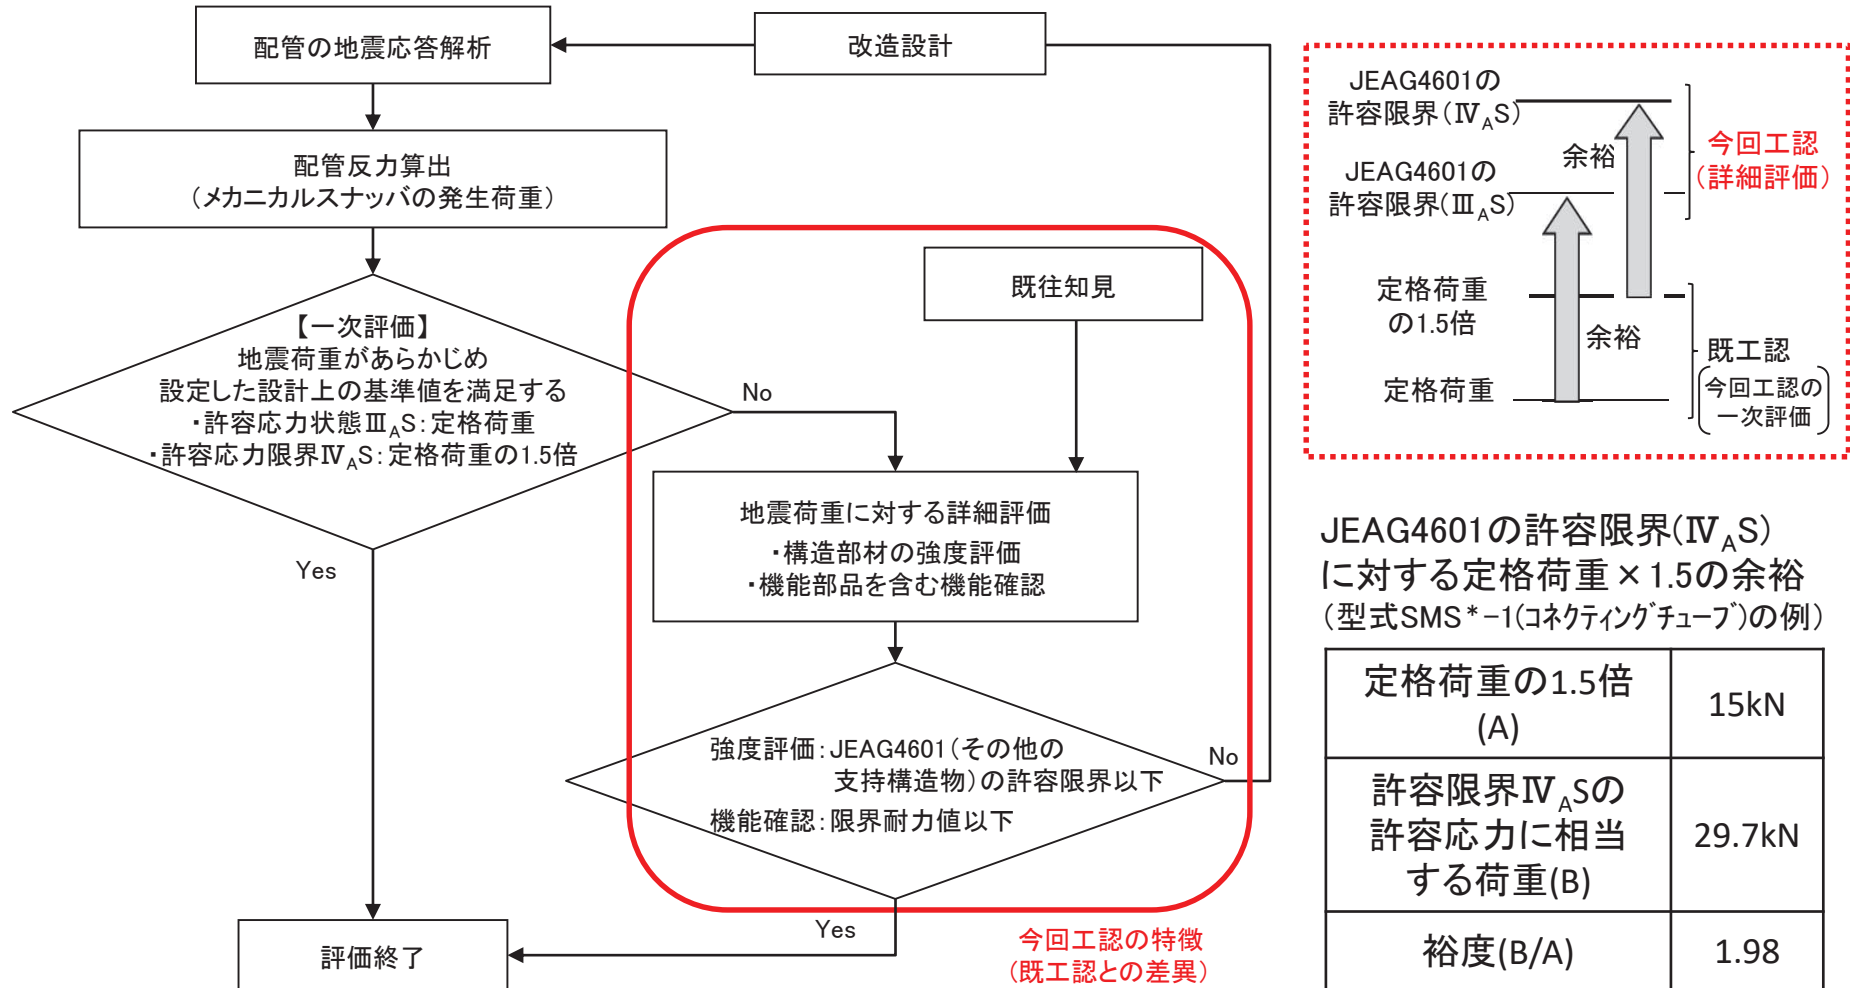 配管の地震応答解析
改造設計
配管反力算出
（メカニカルスナッバの発生荷重）
【一次評価】
地震荷重があらかじめ
設定した設計上の基準値を満足する
・許容応力状態ⅢAS：定格荷重
・許容応力限界ⅣAS：定格荷重の1.5倍
No
Yes
既往知見
地震荷重に対する詳細評価
・構造部材の強度評価
・機能部品を含む機能確認
強度評価：JEAG4601（その他の
支持構造物）の許容限界以下
機能確認：限界耐力値以下
No
Yes
評価終了
今回工認の特徴
（既工認との差異）
JEAG4601の
許容限界（ⅣAS）
JEAG4601の
許容限界（ⅢAS）
余裕
今回工認
（詳細評価）
定格荷重
の1.5倍
余裕
定格荷重
既工認
今回工認の
一次評価
JEAG4601の許容限界(ⅣAS)
に対する定格荷重×1.5の余裕
（型式SMS*-1(ｺﾈｸﾃｨﾝｸﾞﾁｭｰﾌﾞ)の例）
定格荷重の1.5倍
(A)
15kN
許容限界ⅣASの
許容応力に相当
する荷重(B)
29.7kN
裕度(B/A)
1.98